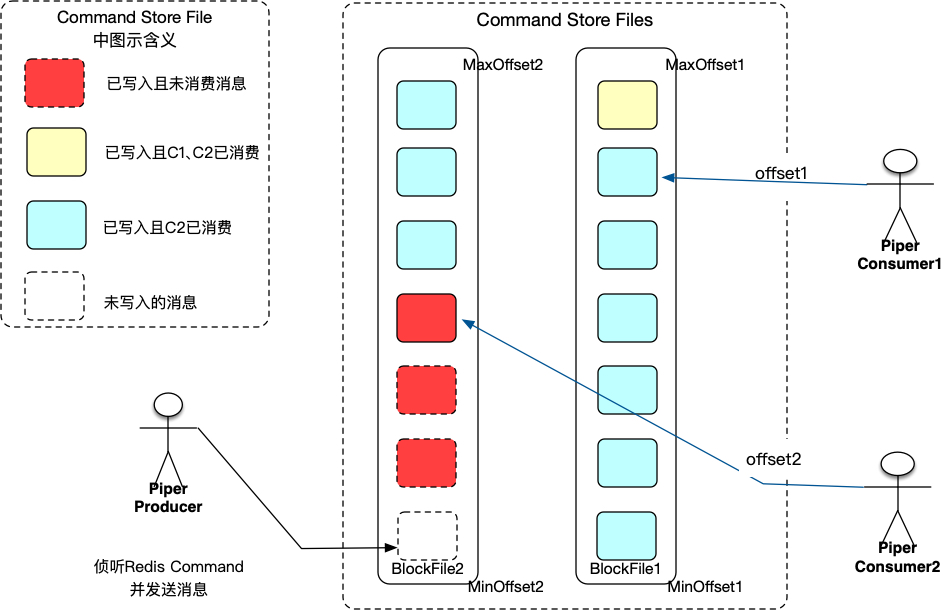 Command Store File
中图示含义
已写入且未消费消息
已写入且C1、C2已消费
已写入且C2已消费
未写入的消息
Command Store Files
MaxOffset2
MaxOffset1
offset1
Piper
Consumer1
offset2
Piper
Consumer2
Piper
Producer
侦听Redis Command
并发送消息
BlockFile2
MinOffset2
BlockFile1
MinOffset1